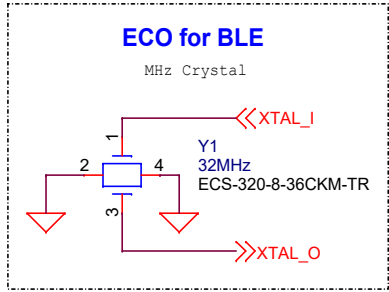 ECO for BLE
MHz Crystal
1
XTAL_I
Y1
2
4
32MHz
ECS-320-8-36CKM-TR
3
XTAL_O